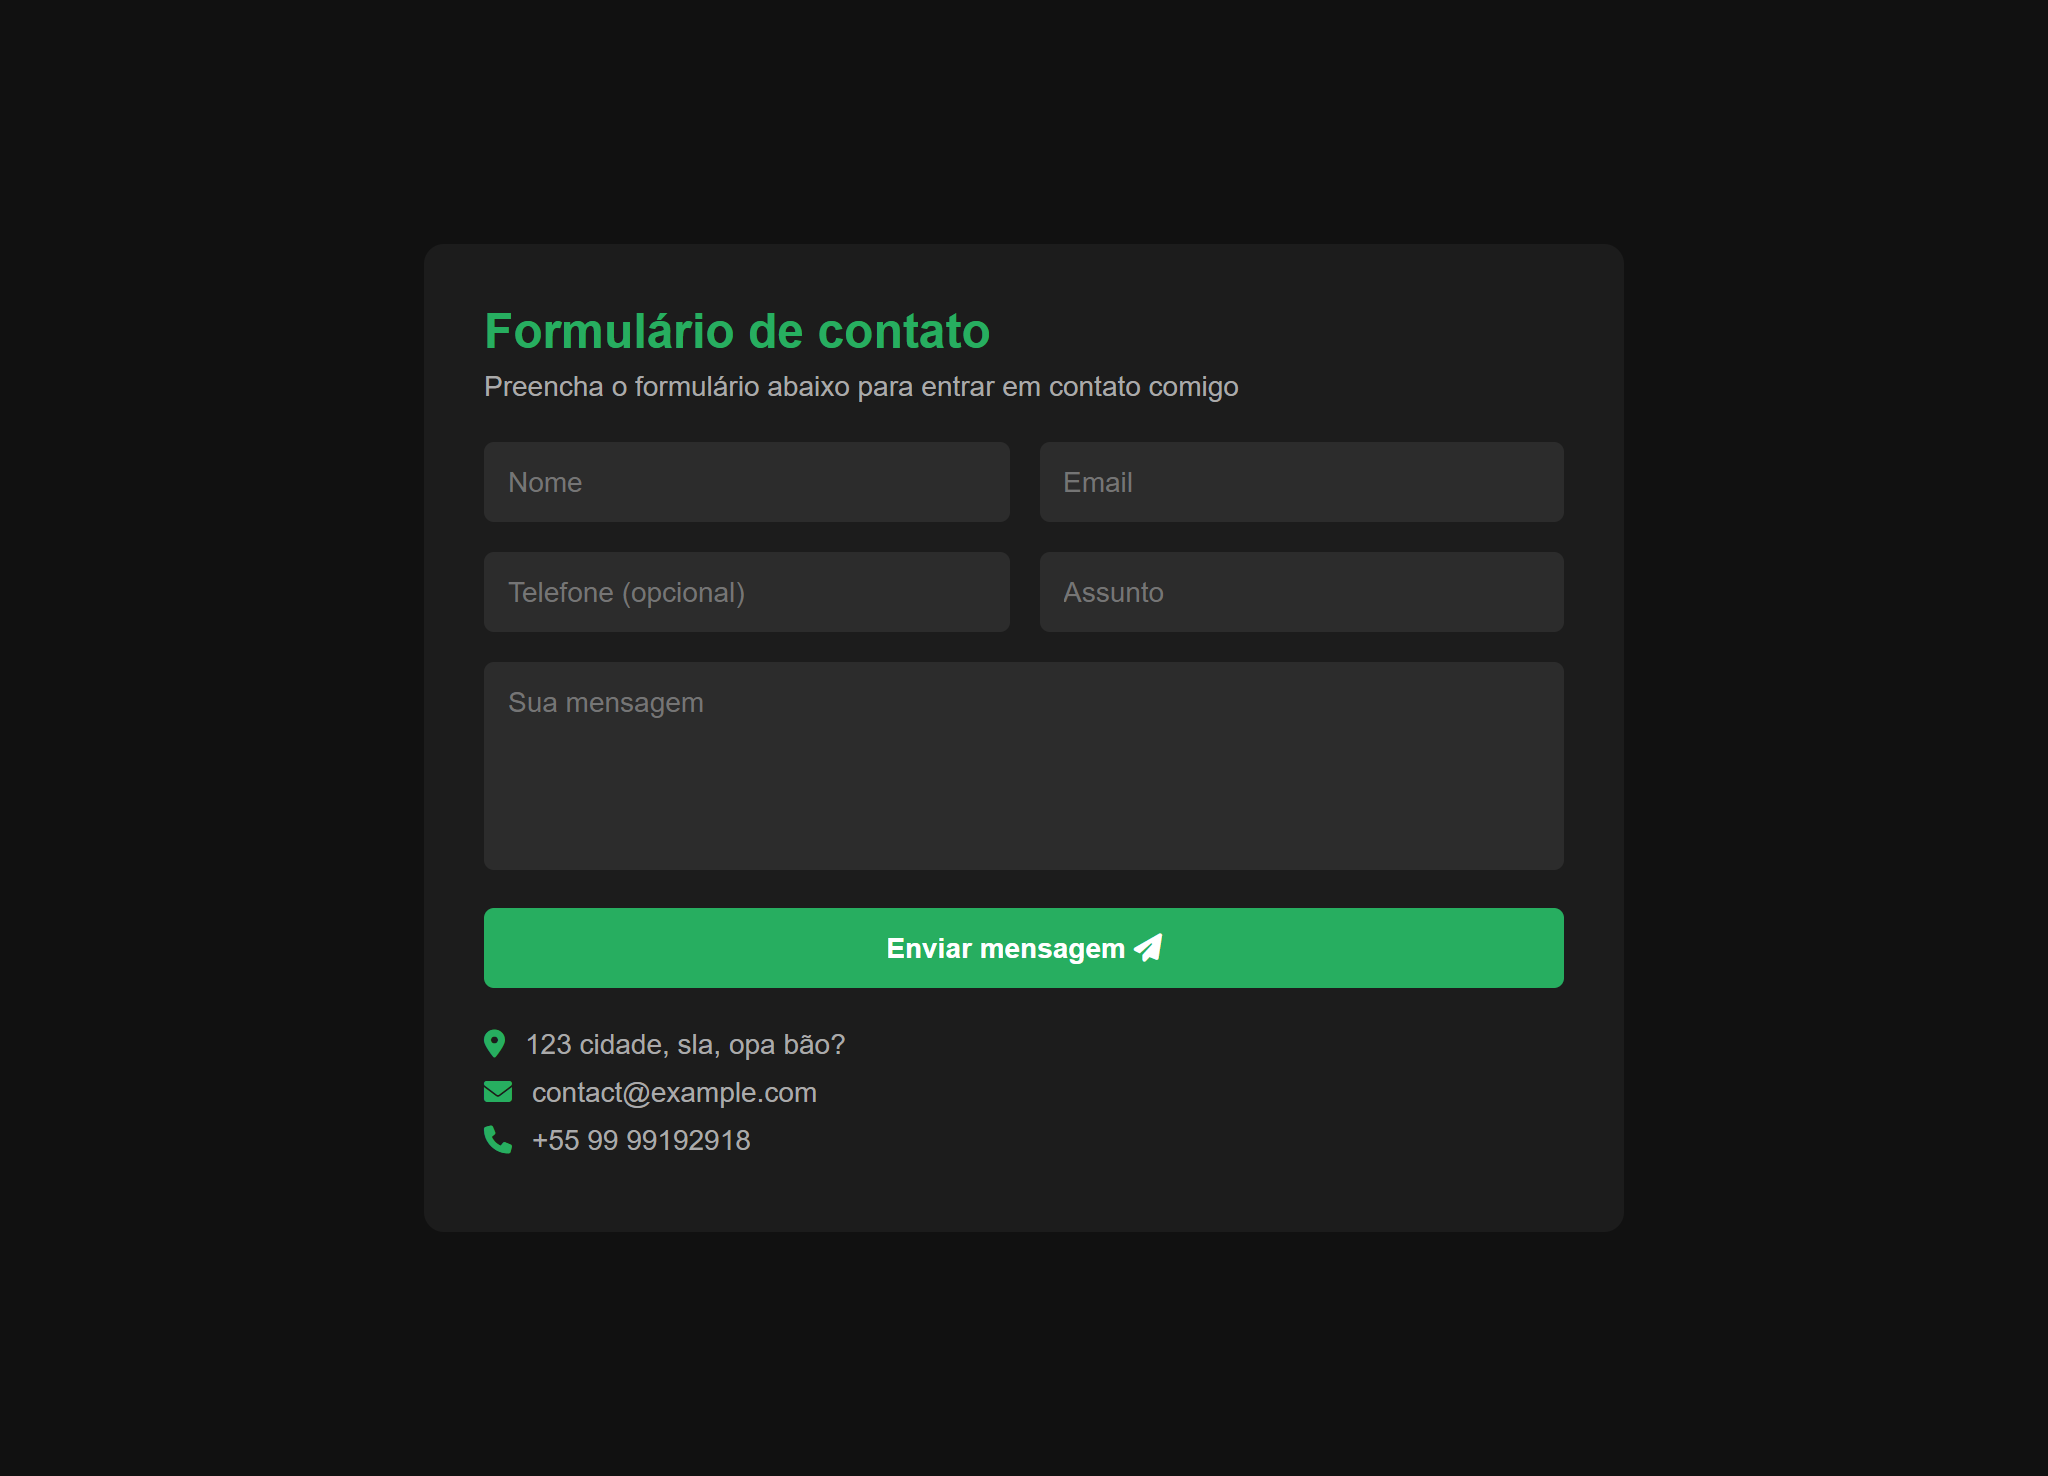 Formulário de contato
Preencha o formulário abaixo para entrar em contato comigo
Nome
Email
Telefone (opcional)
Assunto
Sua mensagem
Enviar mensagem
123 cidade, sla, opa bão?
contact@example.com
+55 99 99192918